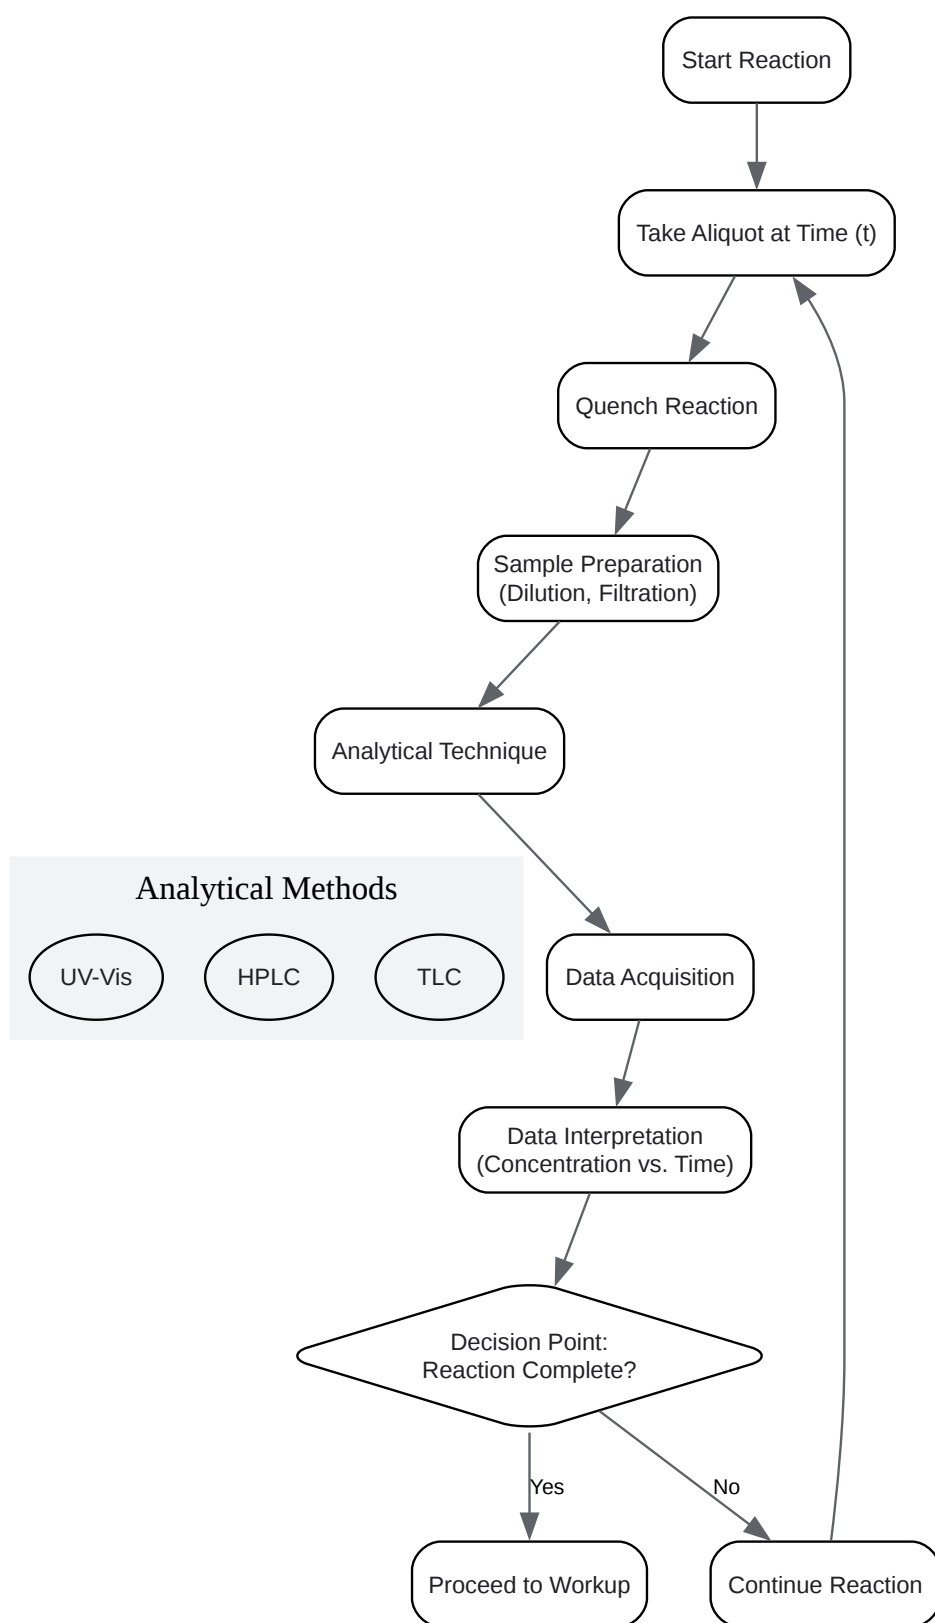 Start Reaction
Take Aliquot at Time (t)
Quench Reaction
Sample Preparation
(Dilution, Filtration)
Analytical Technique
Analytical Methods
UV-Vis
HPLC
TLC
Data Acquisition
Data Interpretation
(Concentration vs. Time)
Decision Point:
Reaction Complete?
Yes
No
Proceed to Workup
Continue Reaction